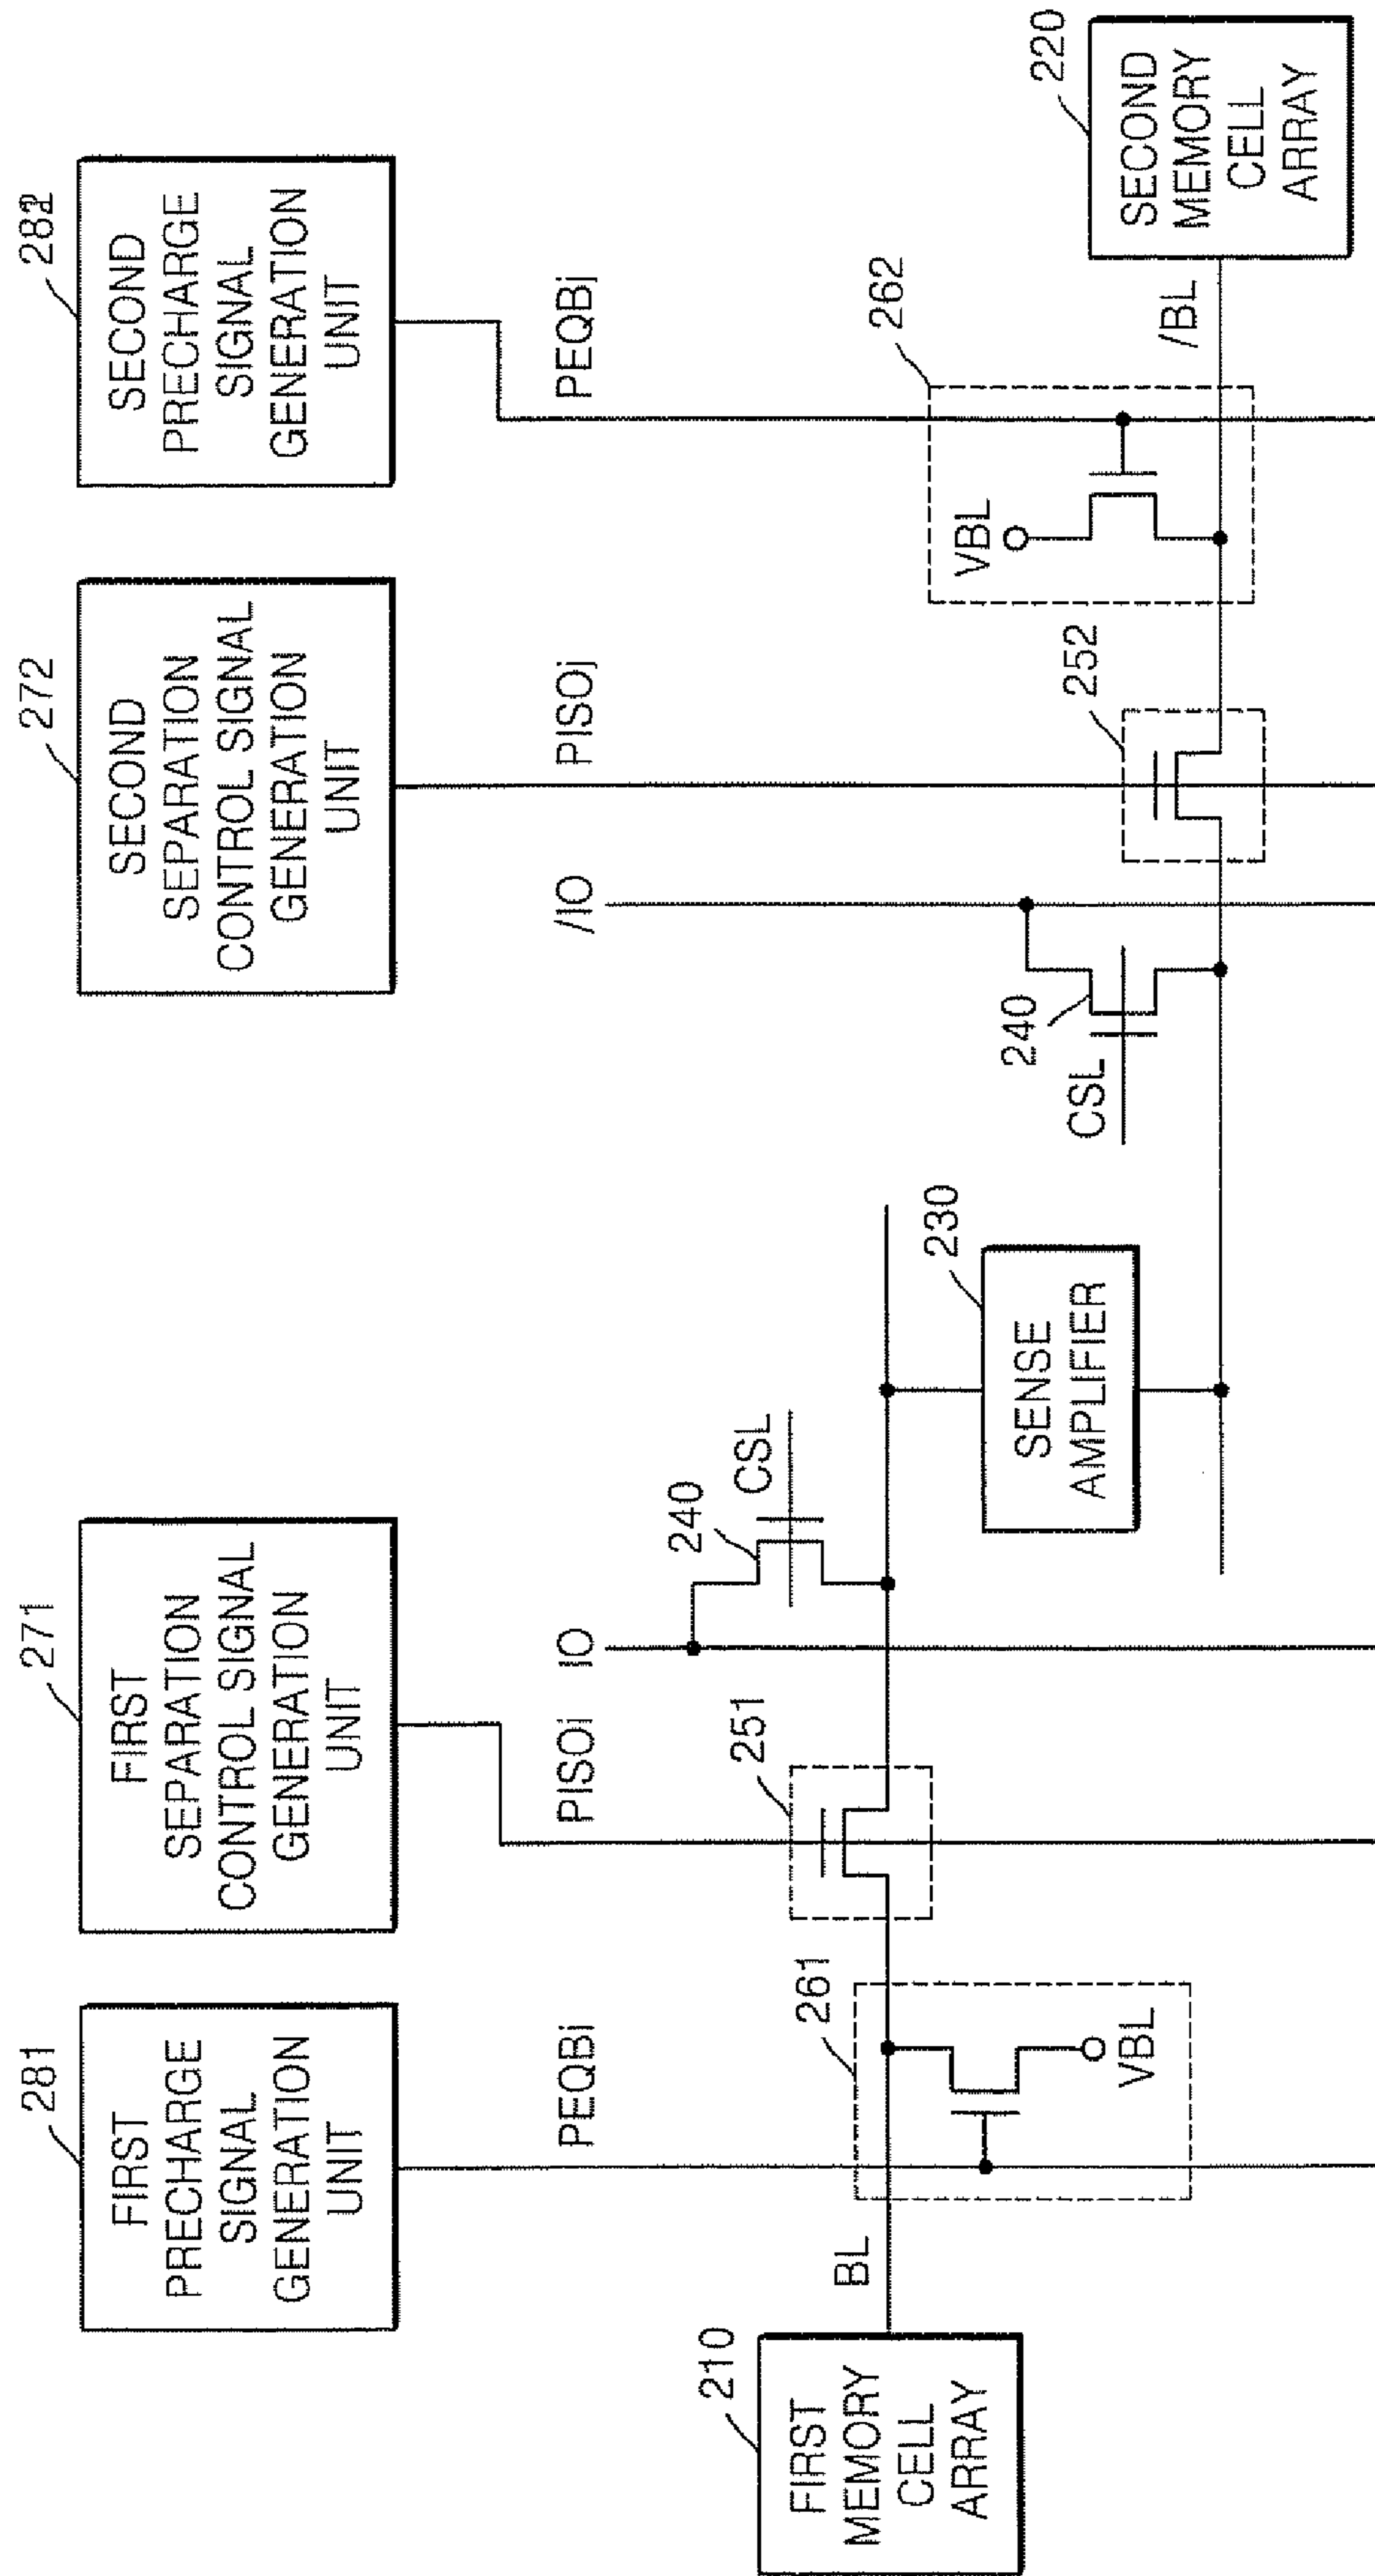 281
FIRST
PRECHARGE
SIGNAL
GENERATION
UNIT
271
FIRST
SEPARATION
CONTROL SIGNAL
GENERATION
UNIT
272
SECOND
SEPARATION
CONTROL SIGNAL
GENERATION
UNIT
282
SECOND
PRECHARGE
SIGNAL
GENERATION
UNIT
PEQBi
PISOi
IO
/IO
PISOj
PEQBj
210
FIRST
MEMORY
CELL
ARRAY
BL
261
VBL
251
240
CSL
230
SENSE
AMPLIFIER
CSL
240
252
VBL
262
/BL
220
SECOND
MEMORY
CELL
ARRAY